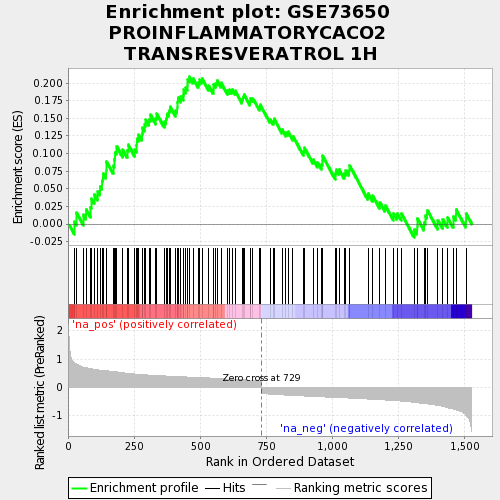 Enrichment plot: GSE73650
PROINFLAMMATORYCACO2
TRANSRESVERATROL 1H
Enrichment score (ES)
0.200
0.175
0.150
0.125
0.100
0.075
0.050
0.025
0.000
-0.025
'na_pos' (positively correlated)
2
1
0
-1
Ranked list metric (PreRanked)
Zero cross at 729
'na_neg' (negatively correlated)
0 250 500 750 1,000 1,250 1,500
Rank in Ordered Dataset
Enrichment profile Hits Ranking metric scores